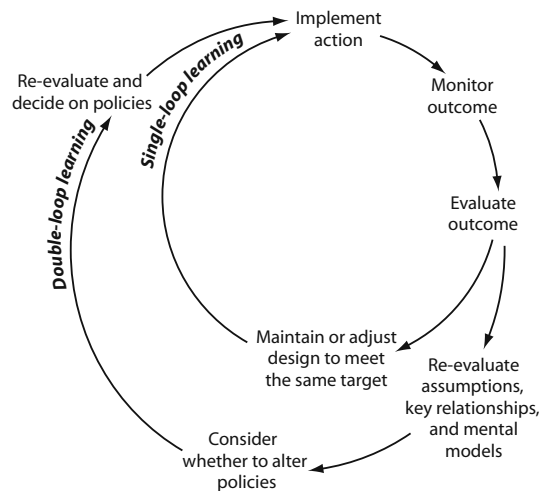 Implement
action
Monitor
outcome
Evaluate
outcome
Re-evaluate
assumptions,
key relationships,
and mental
models
Maintain or adjust
design to meet
the same target
Consider
whether to alter
policies
Re-evaluate and
decide on policies
Single-loop learning
Double-loop learning